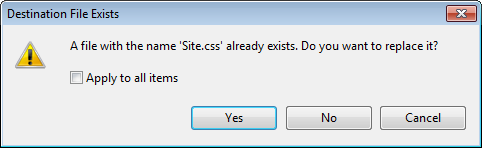 Destination File Exists
A file with the name 'Site.css' already exists. Do you want to replace it?
Apply to all items
Yes No Cancel